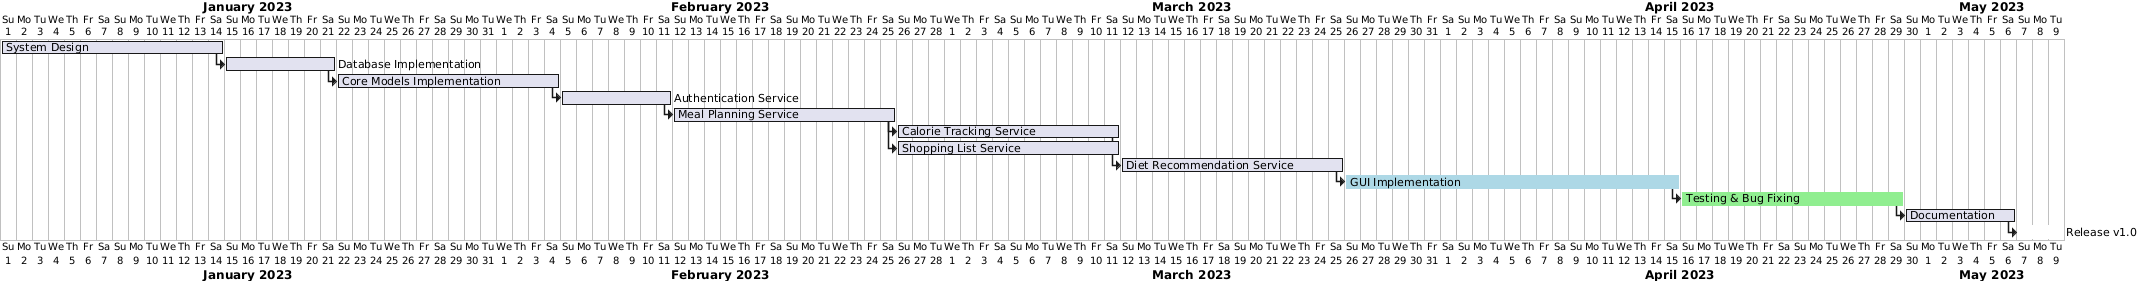 January 2023 February 2023 March 2023 April 2023 May 2023
Su Mo Tu We Th Fr Sa Su Mo Tu We Th Fr Sa Su Mo Tu We Th Fr Sa Su Mo Tu We Th Fr Sa Su Mo Tu We Th Fr Sa Su Mo Tu We Th Fr Sa Su Mo Tu We Th Fr Sa Su Mo Tu We Th Fr Sa Su Mo Tu We Th Fr Sa Su Mo Tu We Th Fr Sa Su Mo Tu We Th Fr Sa Su Mo Tu We Th Fr Sa Su Mo Tu We Th Fr Sa Su Mo Tu We Th Fr Sa Su Mo Tu We Th Fr Sa Su Mo Tu We Th Fr Sa Su Mo Tu We Th Fr Sa Su Mo Tu We Th Fr Sa Su Mo Tu
1 2 3 4 5 6 7 8 9 10 11 12 13 14 15 16 17 18 19 20 21 22 23 24 25 26 27 28 29 30 31 1 2 3 4 5 6 7 8 9 10 11 12 13 14 15 16 17 18 19 20 21 22 23 24 25 26 27 28 1 2 3 4 5 6 7 8 9 10 11 12 13 14 15 16 17 18 19 20 21 22 23 24 25 26 27 28 29 30 31 1 2 3 4 5 6 7 8 9 10 11 12 13 14 15 16 17 18 19 20 21 22 23 24 25 26 27 28 29 30 1 2 3 4 5 6 7 8 9
System Design
Database Implementation
Core Models Implementation
Authentication Service
Meal Planning Service
Calorie Tracking Service
Shopping List Service
Diet Recommendation Service
GUI Implementation
Testing & Bug Fixing
Documentation
Release v1.0
Su Mo Tu We Th Fr Sa Su Mo Tu We Th Fr Sa Su Mo Tu We Th Fr Sa Su Mo Tu We Th Fr Sa Su Mo Tu We Th Fr Sa Su Mo Tu We Th Fr Sa Su Mo Tu We Th Fr Sa Su Mo Tu We Th Fr Sa Su Mo Tu We Th Fr Sa Su Mo Tu We Th Fr Sa Su Mo Tu We Th Fr Sa Su Mo Tu We Th Fr Sa Su Mo Tu We Th Fr Sa Su Mo Tu We Th Fr Sa Su Mo Tu We Th Fr Sa Su Mo Tu We Th Fr Sa Su Mo Tu We Th Fr Sa Su Mo Tu We Th Fr Sa Su Mo Tu
1 2 3 4 5 6 7 8 9 10 11 12 13 14 15 16 17 18 19 20 21 22 23 24 25 26 27 28 29 30 31 1 2 3 4 5 6 7 8 9 10 11 12 13 14 15 16 17 18 19 20 21 22 23 24 25 26 27 28 1 2 3 4 5 6 7 8 9 10 11 12 13 14 15 16 17 18 19 20 21 22 23 24 25 26 27 28 29 30 31 1 2 3 4 5 6 7 8 9 10 11 12 13 14 15 16 17 18 19 20 21 22 23 24 25 26 27 28 29 30 1 2 3 4 5 6 7 8 9
January 2023 February 2023 March 2023 April 2023 May 2023